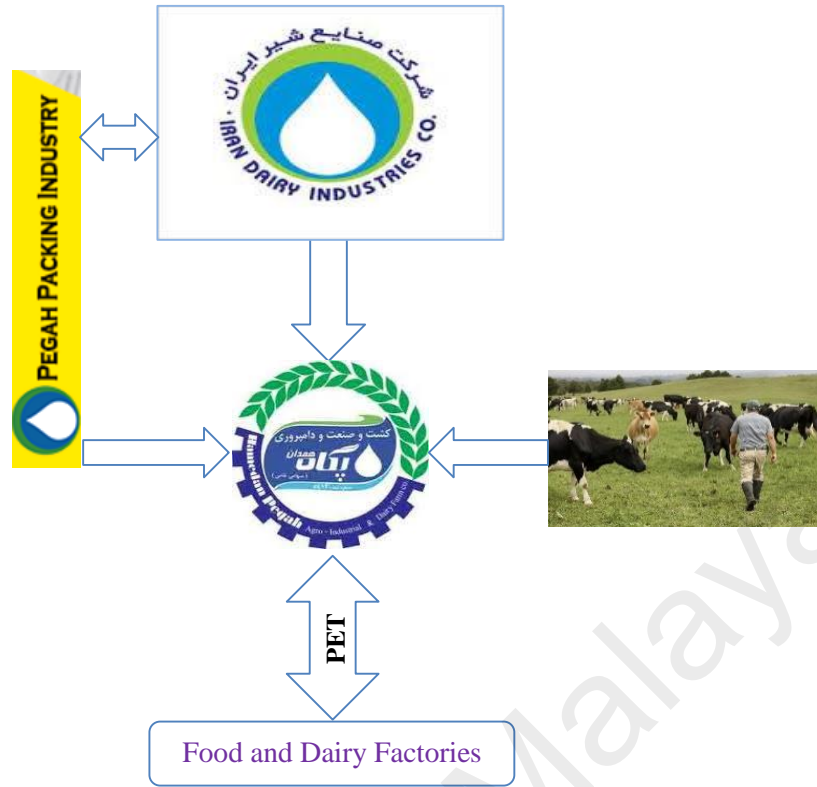 شرکت صنایع شیر ایران
IRAN DAIRY INDUSTRIES CO.
PEGAH PACKING INDUSTRY
کشت و صنعت و دامپروری
پگاه همدان
Hamedan Pegah Agro - Industrial & Dairy Farm co.
PET
Food and Dairy Factories
Malaya